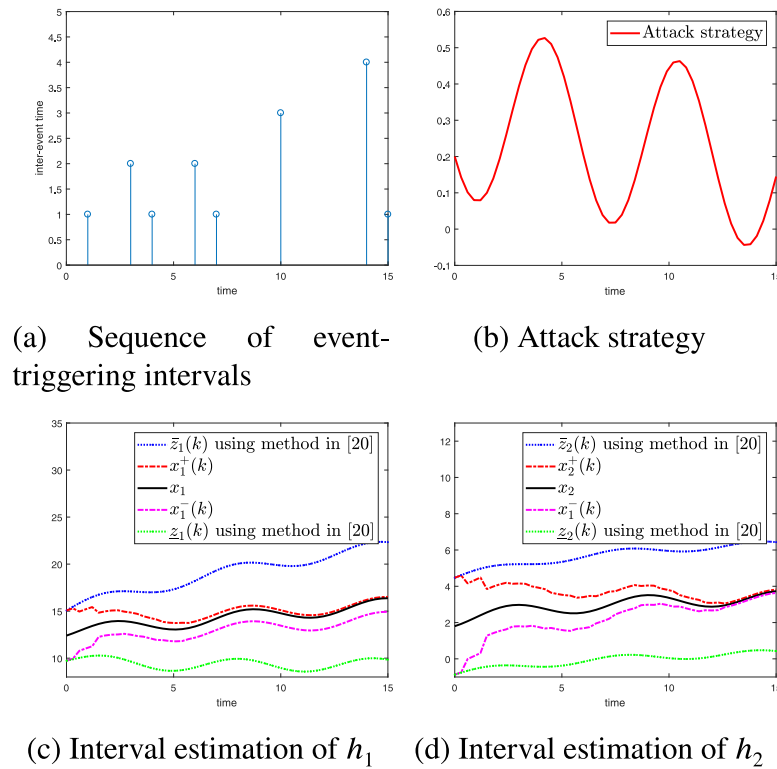 5
4.5
4
3.5
3
2.5
2
1.5
1
0.5
0
inter-event time
0
5
10
15
time
0.6
0.5
0.4
0.3
0.2
0.1
0
-0.1
Attack strategy
0
5
10
15
time
(a) Sequence of event-
triggering intervals
(b) Attack strategy
35
30
25
20
15
10
z̅₁(k) using method in [20]
x₁⁺(k)
x₁
x₁⁻(k)
z̲₁(k) using method in [20]
0
5
10
15
time
12
10
8
6
4
2
0
z̅₂(k) using method in [20]
x₂⁺(k)
x₂
x₁⁻(k)
z̲₂(k) using method in [20]
0
5
10
15
time
(c) Interval estimation of h₁
(d) Interval estimation of h₂